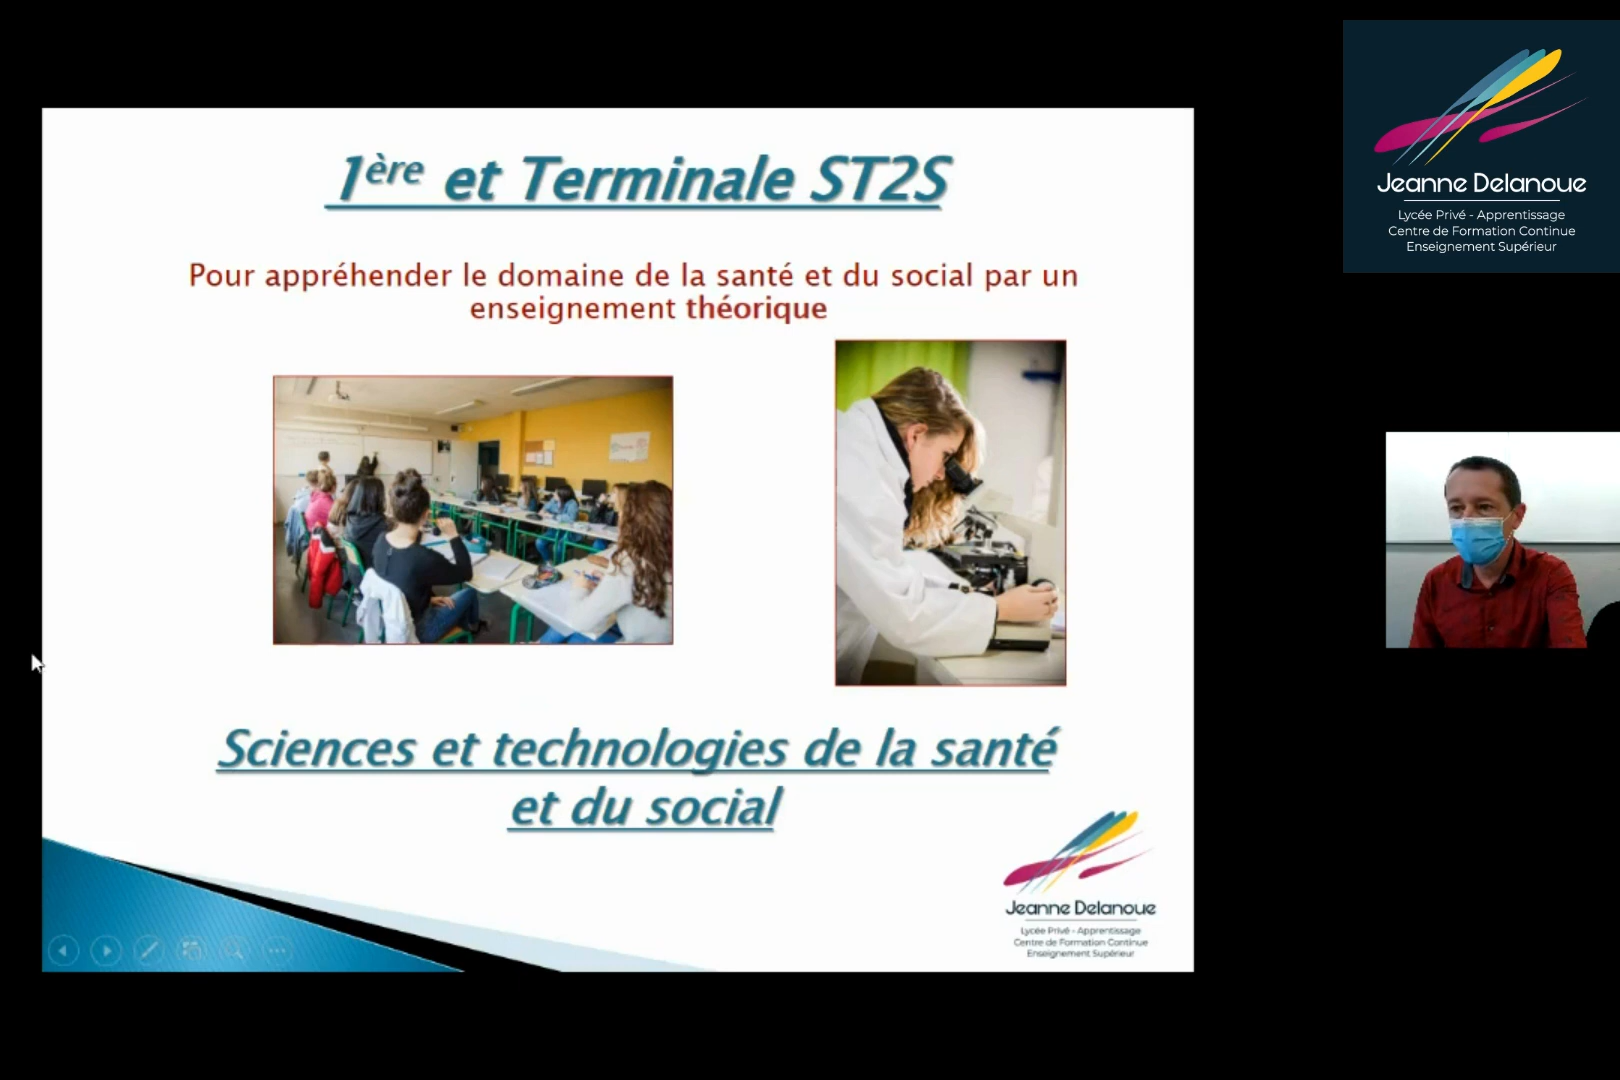 1ère et Terminale ST2S
Pour appréhender le domaine de la santé et du social par un
enseignement théorique
Sciences et technologies de la santé
et du social
Jeanne Delanoue
Lycée Privé - Apprentissage
Centre de Formation Continue
Enseignement Supérieur
Jeanne Delanoue
Lycée Privé - Apprentissage
Centre de Formation Continue
Enseignement Supérieur